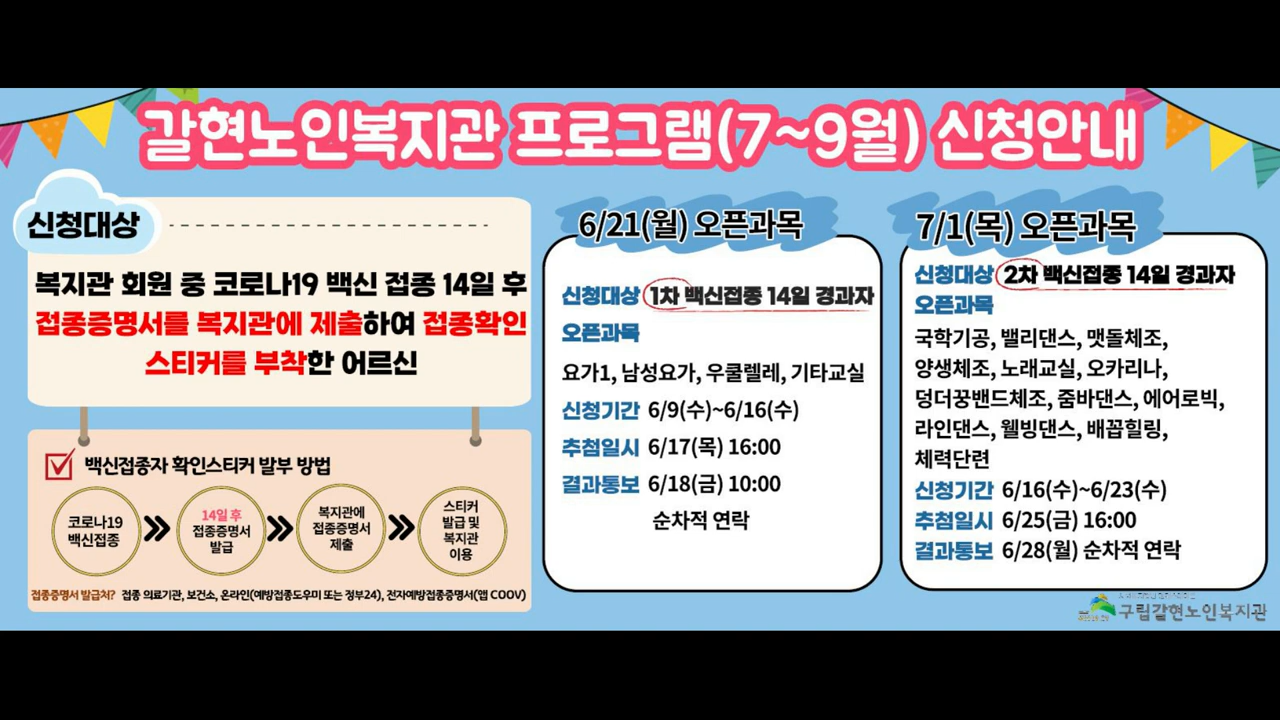 갈현노인복지관 프로그램(7~9월) 신청안내
신청대상
복지관 회원 중 코로나19 백신 접종 14일 후
접종증명서를 복지관에 제출하여 접종확인
스티커를 부착한 어르신
백신접종자 확인스티커 발부 방법
코로나19
백신접종
14일 후
접종증명서
발급
복지관에
접종증명서
제출
스티커
발급 및
복지관
이용
접종증명서 발급처? 접종 의료기관, 보건소, 온라인(예방접종도우미 또는 정부24), 전자예방접종증명서(앱 COOV)
6/21(월) 오픈과목
신청대상 1차 백신접종 14일 경과자
오픈과목
요가1, 남성요가, 우쿨렐레, 기타교실
신청기간 6/9(수)~6/16(수)
추첨일시 6/17(목) 16:00
결과통보 6/18(금) 10:00
순차적 연락
7/1(목) 오픈과목
신청대상 2차 백신접종 14일 경과자
오픈과목
국학기공, 밸리댄스, 맷돌체조,
양생체조, 노래교실, 오카리나,
덩더꿍밴드체조, 줌바댄스, 에어로빅,
라인댄스, 웰빙댄스, 배꼽힐링,
체력단련
신청기간 6/16(수)~6/23(수)
추첨일시 6/25(금) 16:00
결과통보 6/28(월) 순차적 연락
구립갈현노인복지관